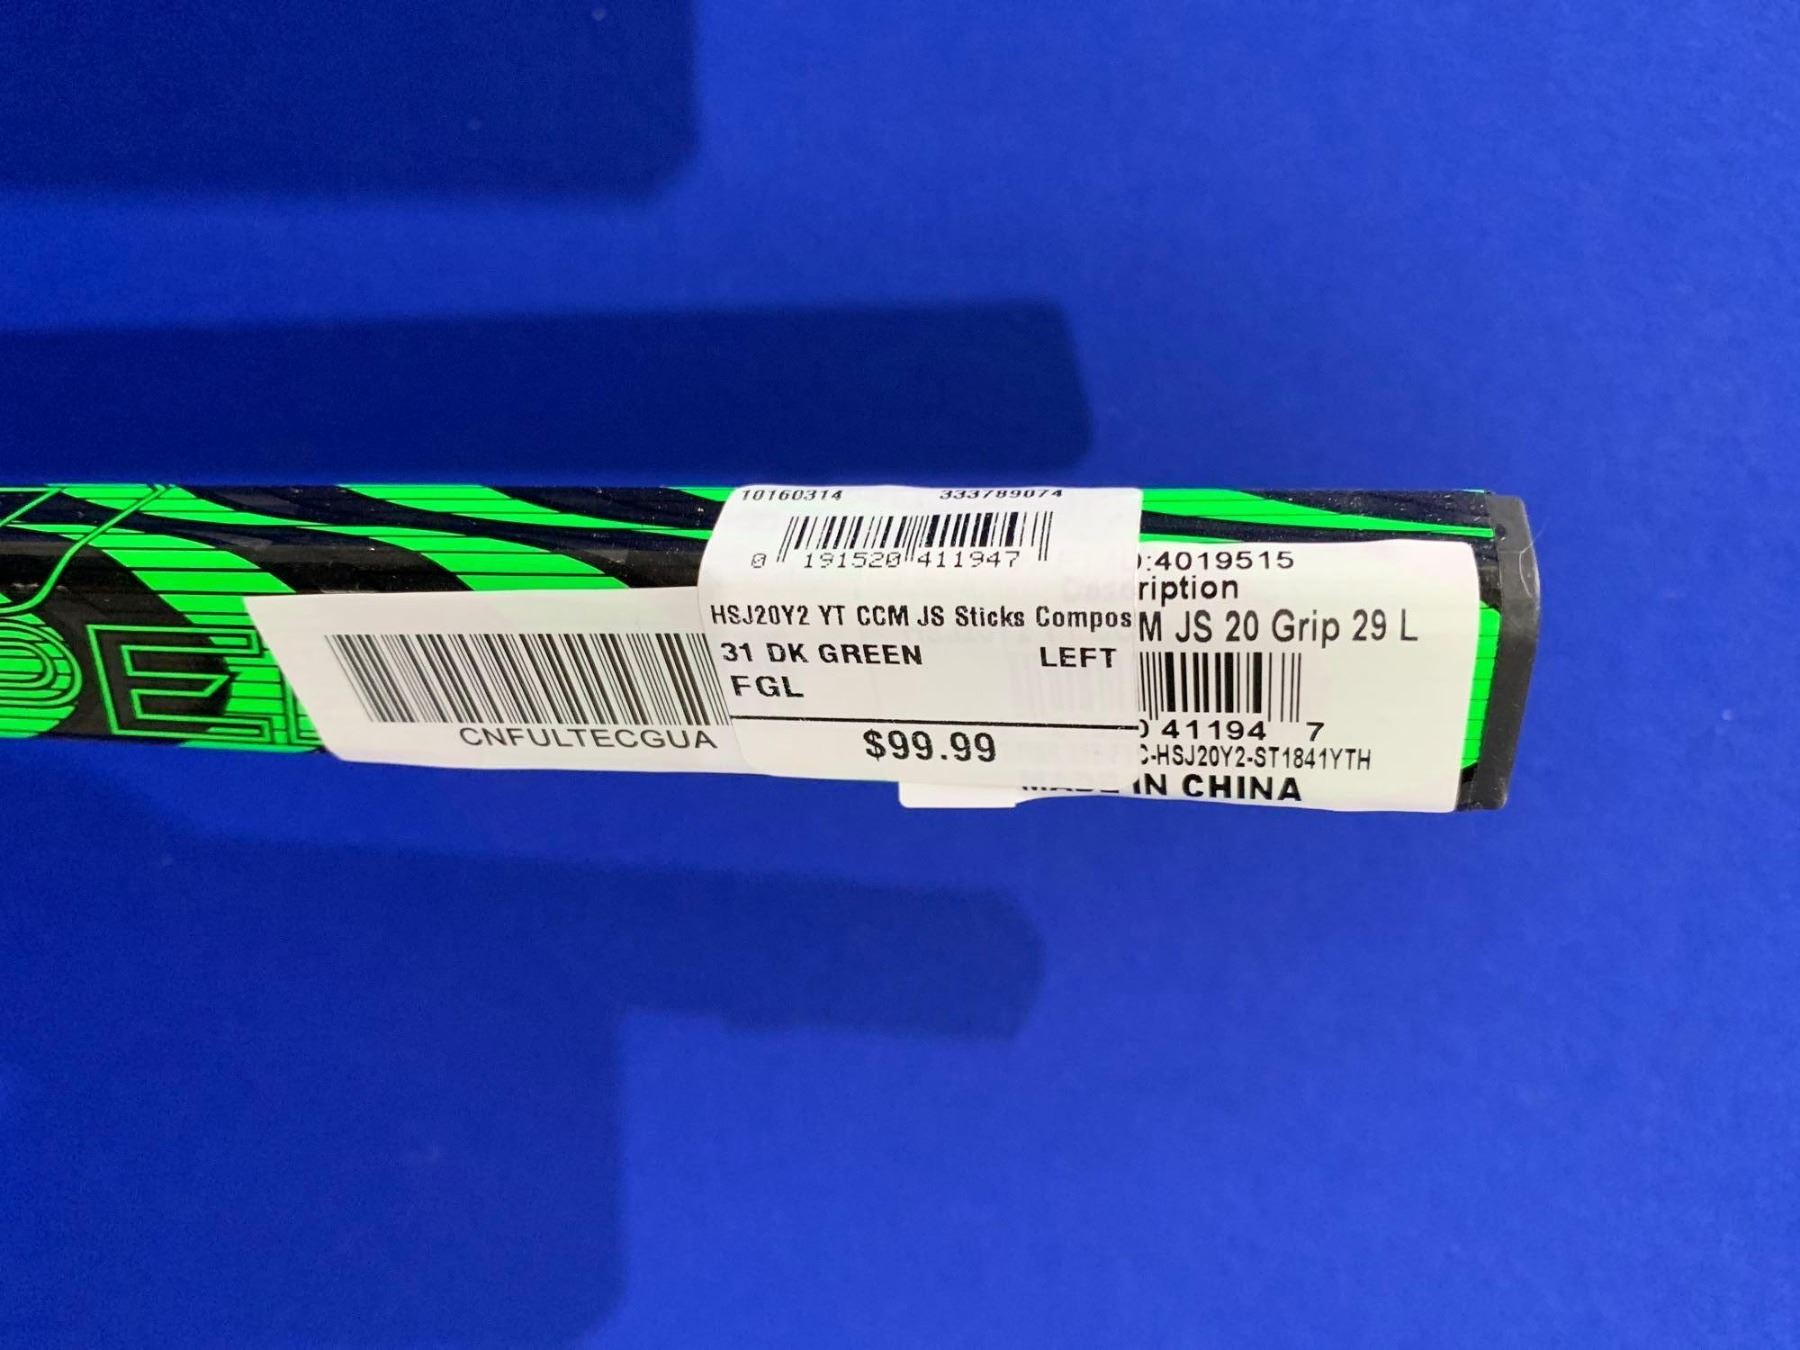 10160314 333789074
0 191520 411947
HSJ20Y2 YT CCM JS Sticks Compos
31 DK GREEN LEFT
FGL
$99.99
CNFULTECGUA
:4019515
ription
M JS 20 Grip 29 L
41194 7
C-HSJ20Y2-ST1841YTH
IN CHINA